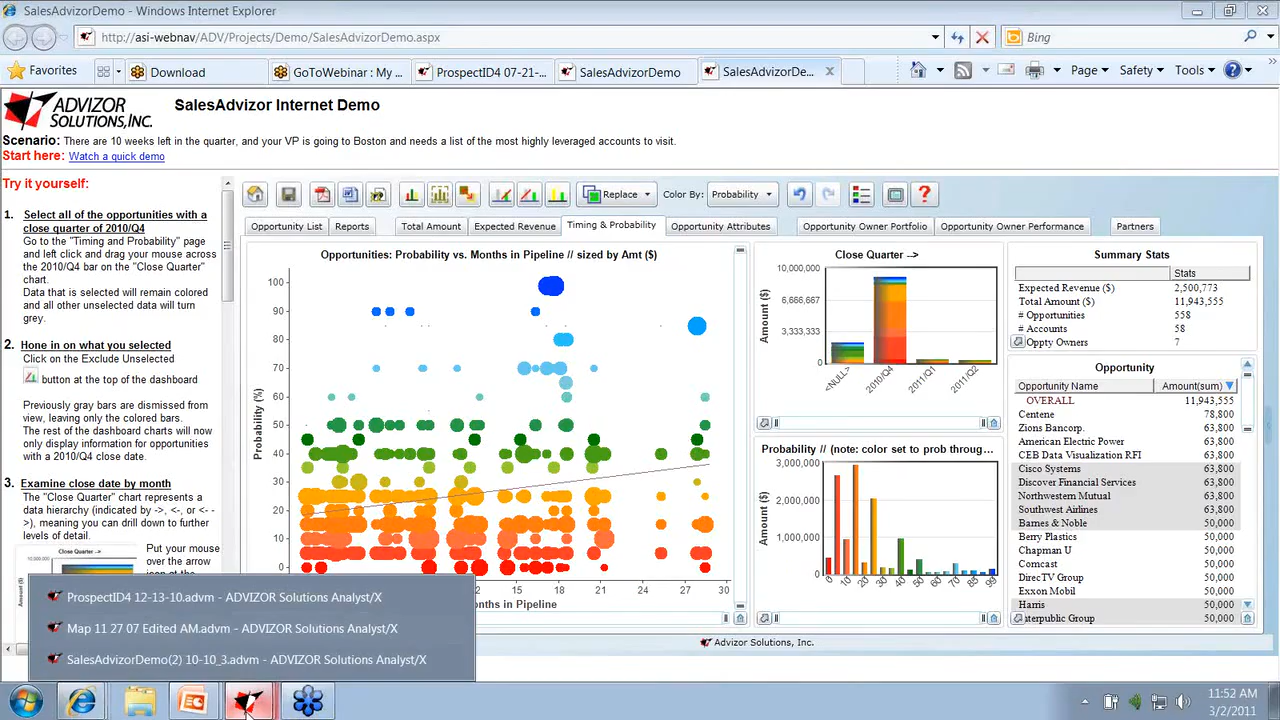 SalesAdvizorDemo - Windows Internet Explorer
http://asi-webnav/ADV/Projects/Demo/SalesAdvizorDemo.aspx
Bing
Favorites
Download
ToWebinar : My ...
ProspectID4 07-21-...
SalesAdvizorDemo
SalesAdvizorDe...
Page
Safety
Tools
ADVIZOR
SOLUTIONS, INC.
SalesAdvizor Internet Demo
Scenario: There are 10 weeks left in the quarter, and your VP is going to Boston and needs a list of the most highly leveraged accounts to visit.
Start here: Watch a quick demo
Try it yourself:
1. Select all of the opportunities with a
close quarter of 2010/Q4
Go to the "Timing and Probability" page
and left click and drag your mouse across
the 2010/Q4 bar on the "Close Quarter"
chart.
Data that is selected will remain colored
and all other unselected data will turn
grey.
2. Hone in on what you selected
Click on the Exclude Unselected
button at the top of the dashboard
Previously gray bars are dismissed from
view, leaving only the colored bars.
The rest of the dashboard charts will now
only display information for opportunities
with a 2010/Q4 close date.
3. Examine close date by month
The "Close Quarter" chart represents a
data hierarchy (indicated by ->, <-, or <-
>), meaning you can drill down to further
levels of detail.
Close Quarter ->
Amount ($)
Put your mouse
over the arrow
icon at the
Replace
Color By:
Probability
?
Opportunity List
Reports
Total Amount
Expected Revenue
Timing & Probability
Opportunity Attributes
Opportunity Owner Portfolio
Opportunity Owner Performance
Partners
Opportunities: Probability vs. Months in Pipeline // sized by Amt ($)
Probability (%)
100
90
80
70
60
50
40
30
20
10
0
12
15
18
21
24
27
30
onths in Pipeline
Close Quarter -->
Amount ($)
10,000,000
6,666,667
3,333,333
0
<NULL>
2010/Q4
2011/Q1
2011/Q2
Probability // (note: color set to prob throug...
Amount ($)
3,000,000
2,000,000
1,000,000
0
0
10
20
30
40
50
60
70
80
99
Summary Stats
Stats
Expected Revenue ($) 2,500,773
Total Amount ($) 11,943,555
# Opportunities 558
# Accounts 58
Oppty Owners 7
Opportunity
Opportunity Name Amount(sum)
OVERALL 11,943,555
Centene 78,800
Zions Bancorp. 63,800
American Electric Power 63,800
CEB Data Visualization RFI 63,800
Cisco Systems 63,800
Discover Financial Services 63,800
Northwestern Mutual 63,800
Southwest Airlines 63,800
Barnes & Noble 50,000
Berry Plastics 50,000
Chapman U 50,000
Comcast 50,000
DirecTV Group 50,000
Exxon Mobil 50,000
Harris 50,000
iterpublic Group 50,000
Advizor Solutions, Inc.
ProspectID4 12-13-10.advm - ADVIZOR Solutions Analyst/X
Map 11 27 07 Edited AM.advm - ADVIZOR Solutions Analyst/X
SalesAdvizorDemo(2) 10-10_3.advm - ADVIZOR Solutions Analyst/X
11:52 AM
3/2/2011